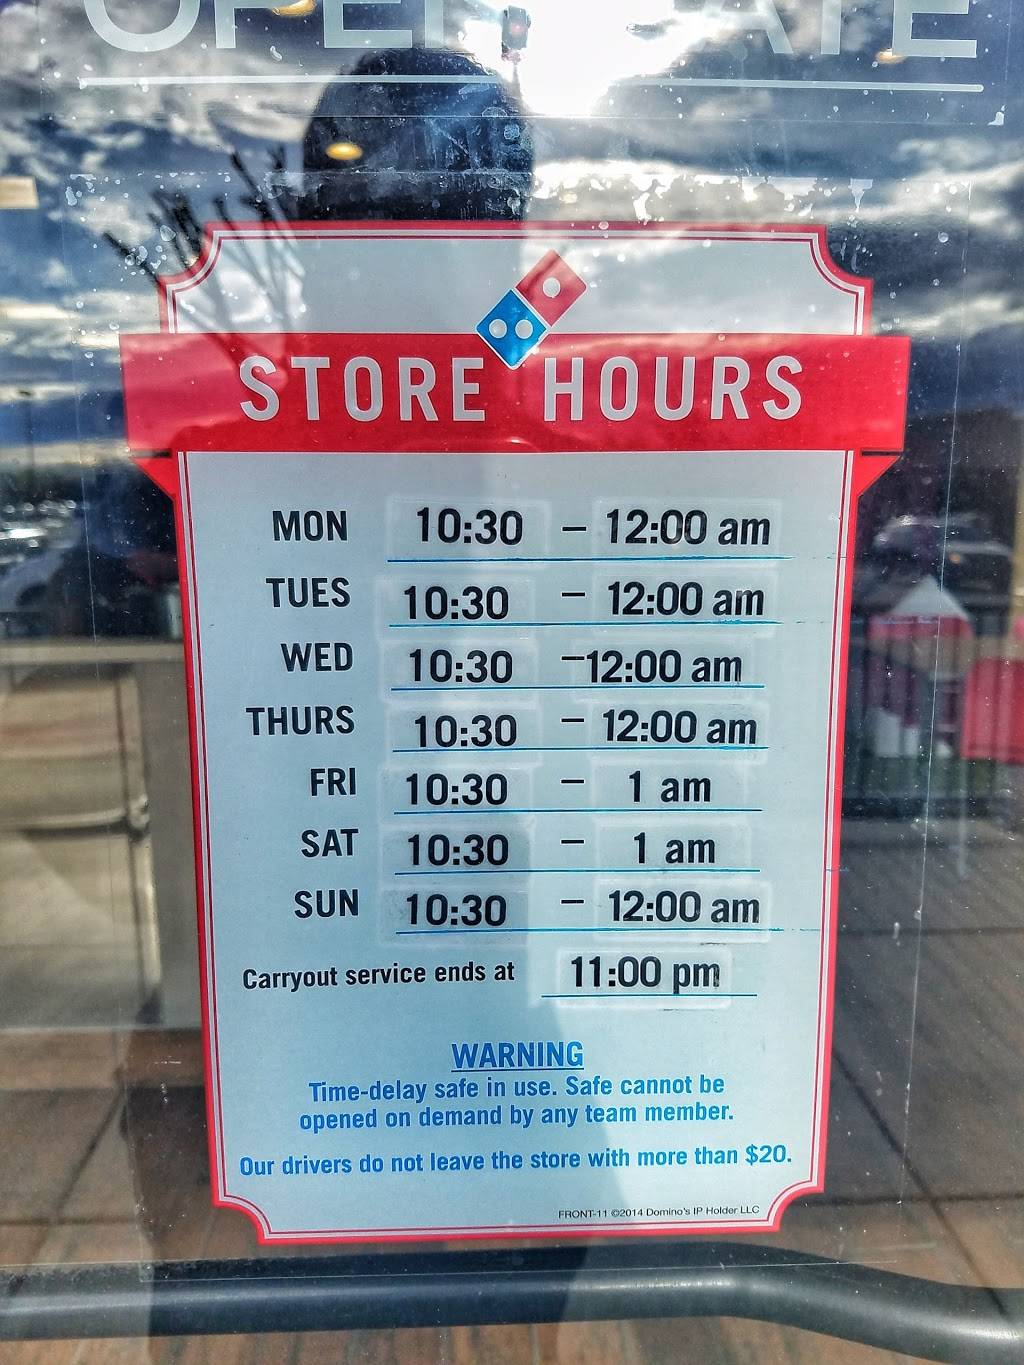 OPEN LATE
STORE HOURS
MON 10:30 – 12:00 am
TUES 10:30 – 12:00 am
WED 10:30 – 12:00 am
THURS 10:30 – 12:00 am
FRI 10:30 – 1 am
SAT 10:30 – 1 am
SUN 10:30 – 12:00 am
Carryout service ends at 11:00 pm
WARNING
Time-delay safe in use. Safe cannot be
opened on demand by any team member.
Our drivers do not leave the store with more than $20.
FRONT-11 ©2014 Domino's IP Holder LLC